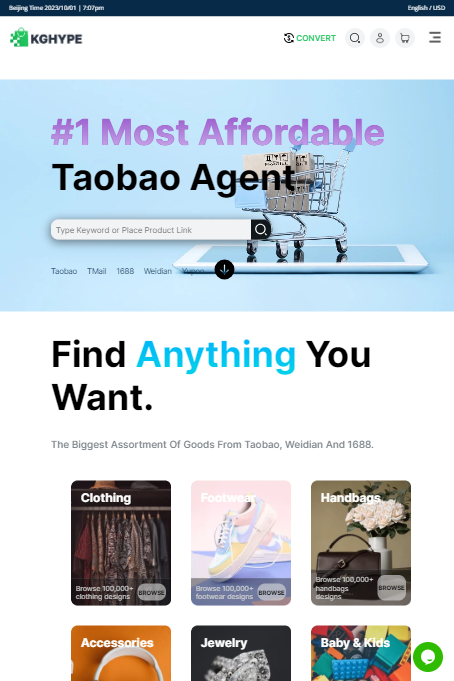 Beijing Time 2023/10/01 | 7:07pm
English / USD
KGHYPE
CONVERT
#1 Most Affordable
Taobao Agent
Type Keyword or Place Product Link
Taobao TMall 1688 Weidian Yupoo
Find Anything You
Want.
The Biggest Assortment Of Goods From Taobao, Weidian And 1688.
Clothing
Browse 100,000+
clothing designs
BROWSE
Footwear
Browse 100,000+
footwear designs
BROWSE
Handbags
Browse 100,000+
handbags
designs
BROWSE
Accessories
Jewelry
Baby & Kids